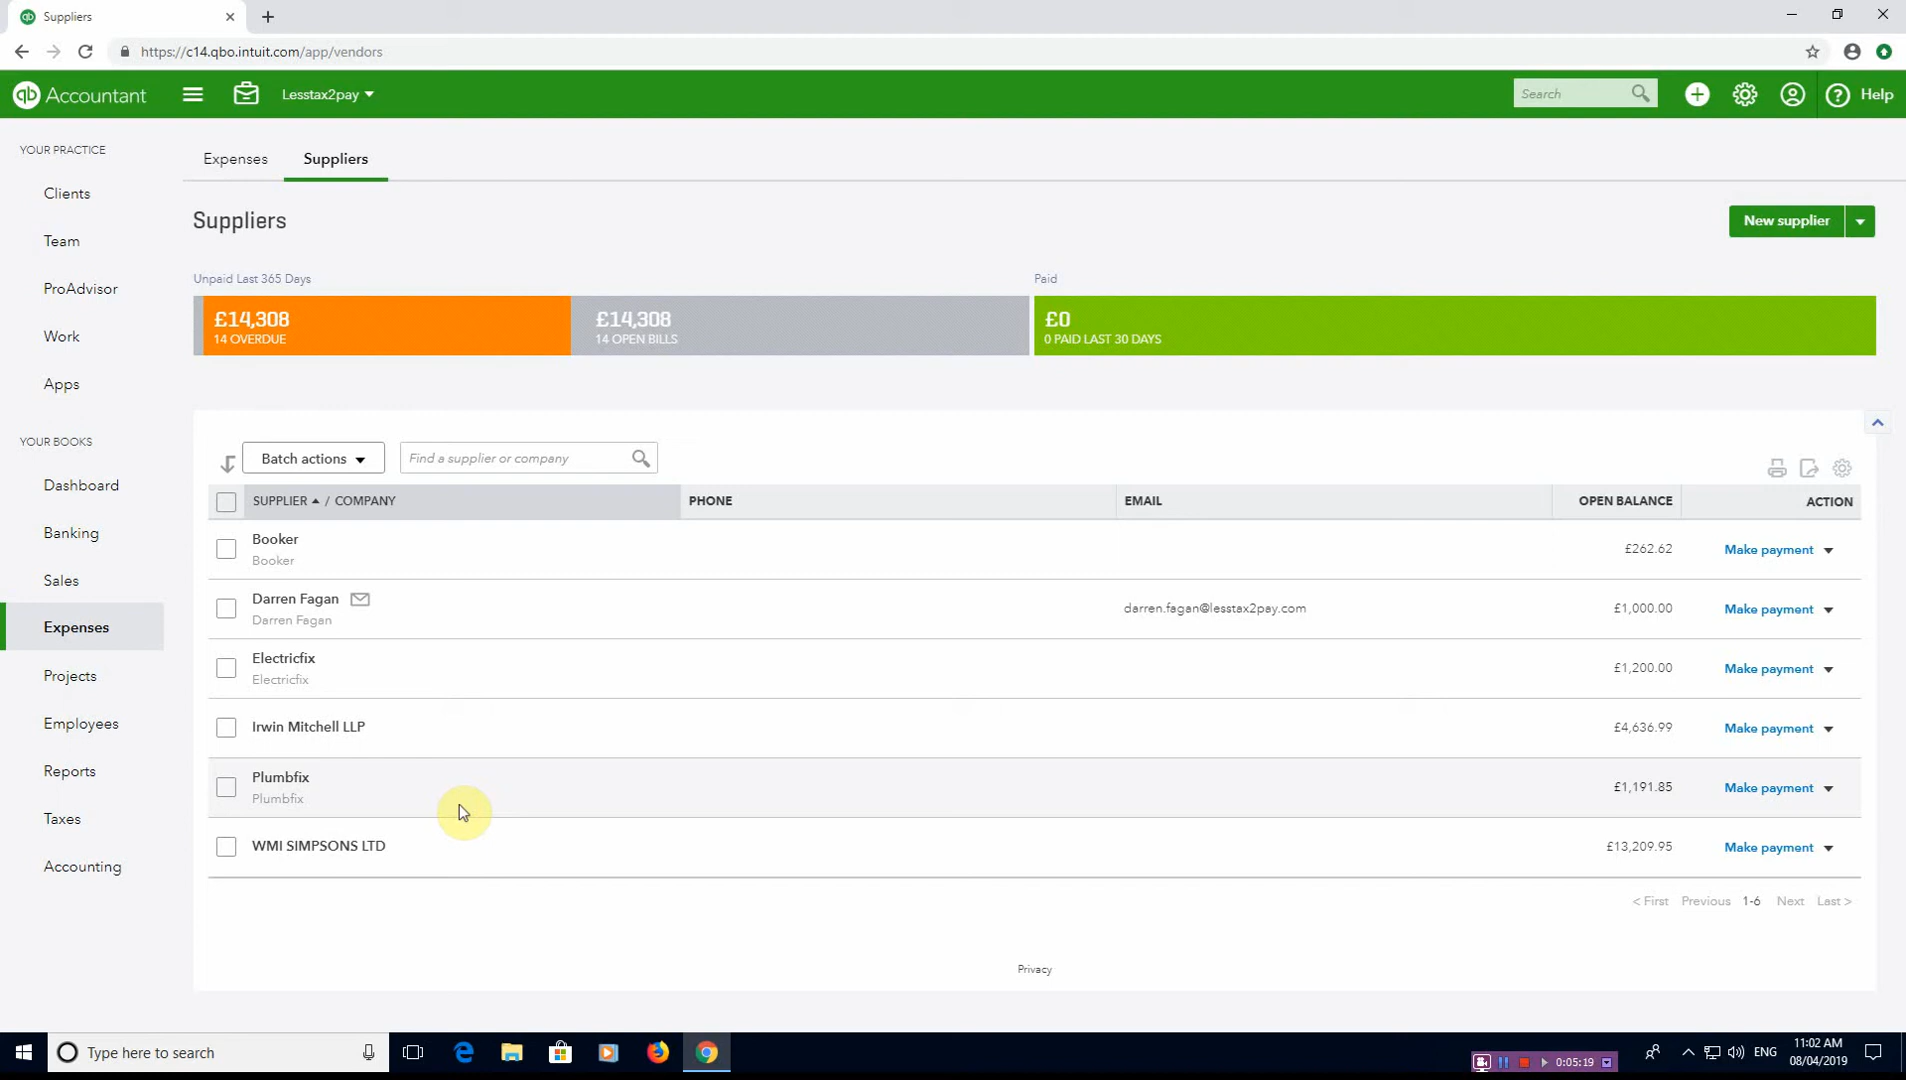 Suppliers
https://c14.qbo.intuit.com/app/vendors
qb Accountant
Lesstax2pay
Search
Help
YOUR PRACTICE
Clients
Team
ProAdvisor
Work
Apps
YOUR BOOKS
Dashboard
Banking
Sales
Expenses
Projects
Employees
Reports
Taxes
Accounting
Expenses Suppliers
Suppliers
New supplier
Unpaid Last 365 Days
Paid
£14,308
14 OVERDUE
£14,308
14 OPEN BILLS
£0
0 PAID LAST 30 DAYS
Batch actions
Find a supplier or company
SUPPLIER / COMPANY PHONE EMAIL OPEN BALANCE ACTION
Booker
Booker
£262.62 Make payment
Darren Fagan
Darren Fagan
darren.fagan@lesstax2pay.com £1,000.00 Make payment
Electricfix
Electricfix
£1,200.00 Make payment
Irwin Mitchell LLP £4,636.99 Make payment
Plumbfix
Plumbfix
£1,191.85 Make payment
WMI SIMPSONS LTD £13,209.95 Make payment
< First Previous 1-6 Next Last >
Privacy
Type here to search
0:05:19
ENG
11:02 AM
08/04/2019